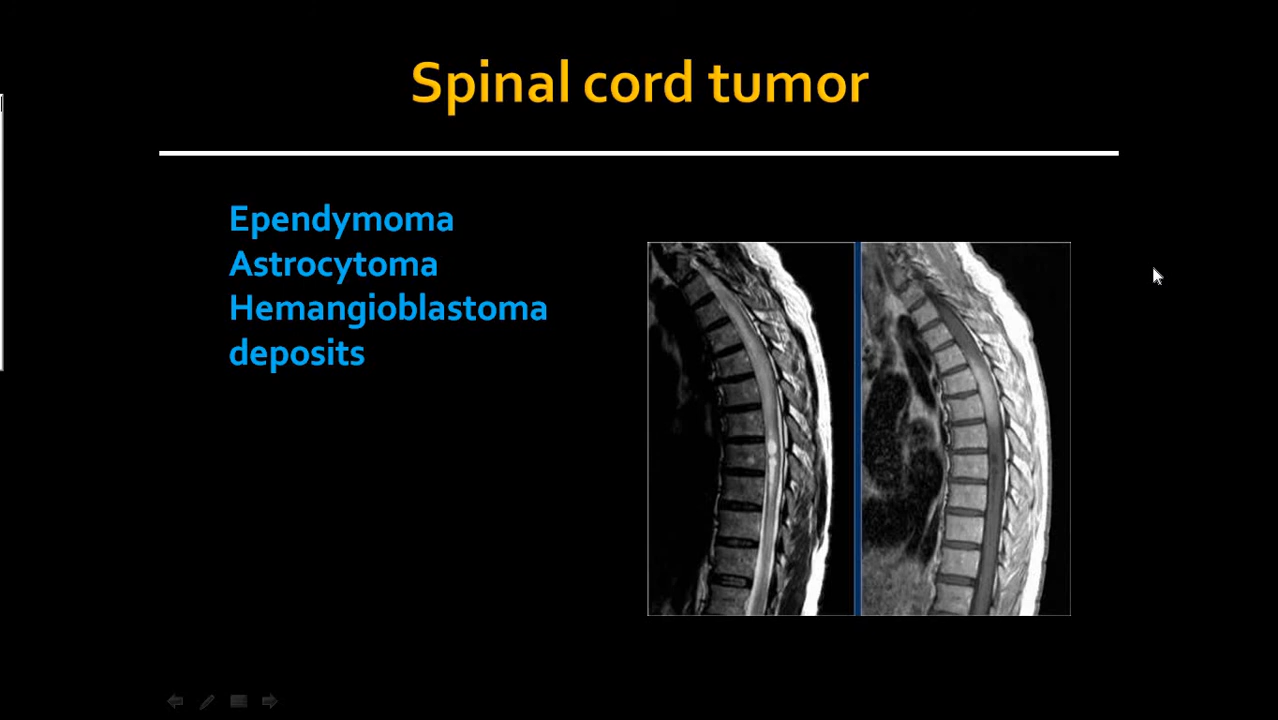 Spinal cord tumor
Ependymoma
Astrocytoma
Hemangioblastoma
deposits